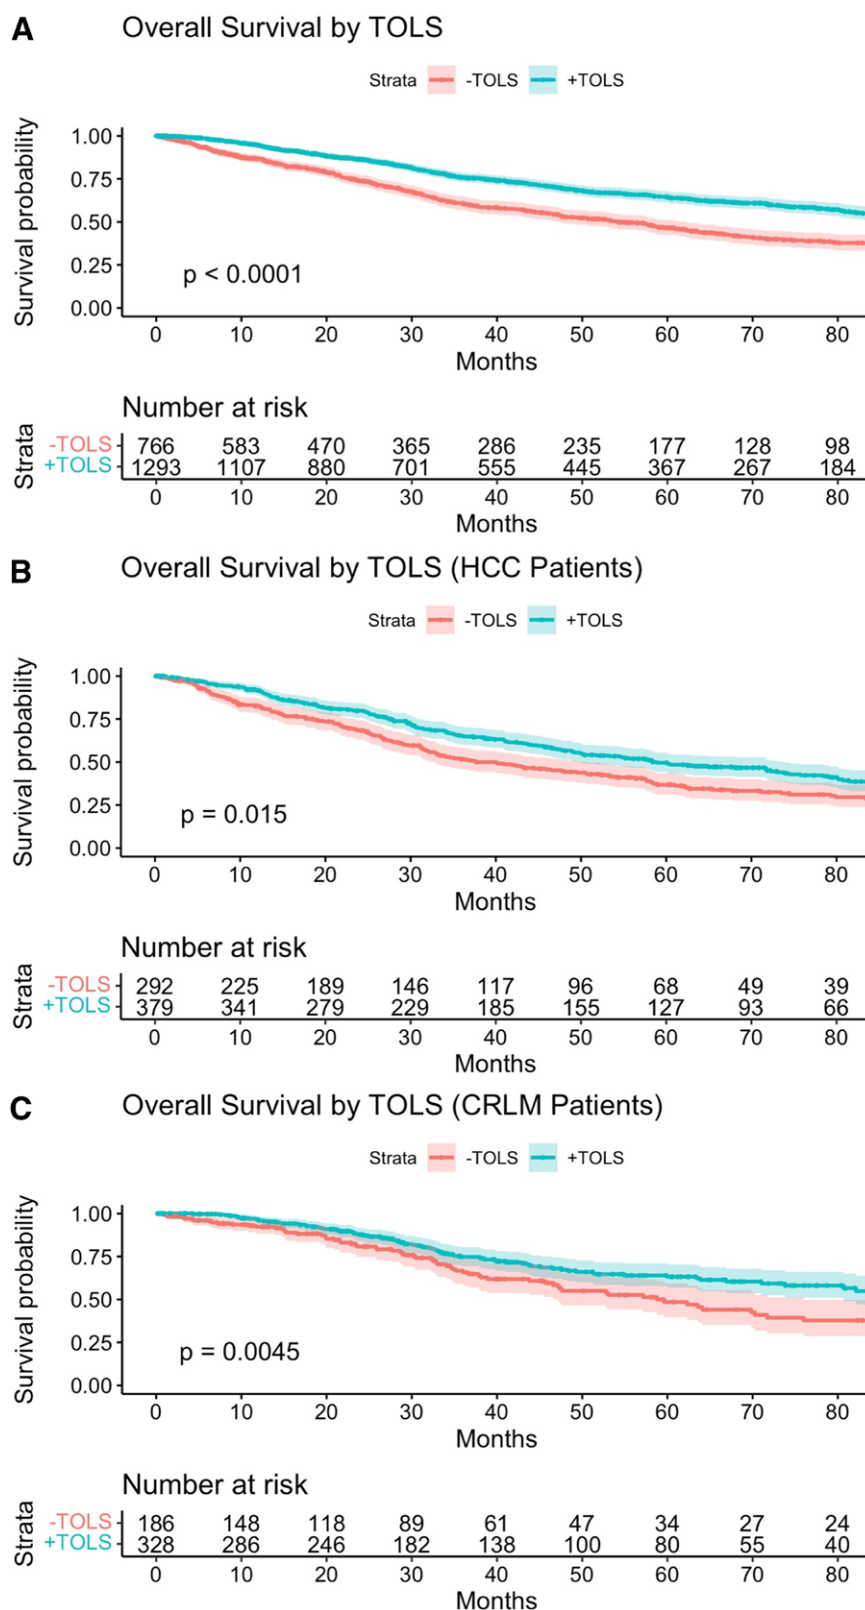 A Overall Survival by TOLS
Strata -TOLS +TOLS
Survival probability
1.00
0.75
0.50
0.25
0.00
p < 0.0001
0 10 20 30 40 50 60 70 80
Months
Number at risk
Strata
-TOLS 766 583 470 365 286 235 177 128 98
+TOLS 1293 1107 880 701 555 445 367 267 184
0 10 20 30 40 50 60 70 80
Months
B Overall Survival by TOLS (HCC Patients)
Strata -TOLS +TOLS
Survival probability
1.00
0.75
0.50
0.25
0.00
p = 0.015
0 10 20 30 40 50 60 70 80
Months
Number at risk
Strata
-TOLS 292 225 189 146 117 96 68 49 39
+TOLS 379 341 279 229 185 155 127 93 66
0 10 20 30 40 50 60 70 80
Months
C Overall Survival by TOLS (CRLM Patients)
Strata -TOLS +TOLS
Survival probability
1.00
0.75
0.50
0.25
0.00
p = 0.0045
0 10 20 30 40 50 60 70 80
Months
Number at risk
Strata
-TOLS 186 148 118 89 61 47 34 27 24
+TOLS 328 286 246 182 138 100 80 55 40
0 10 20 30 40 50 60 70 80
Months